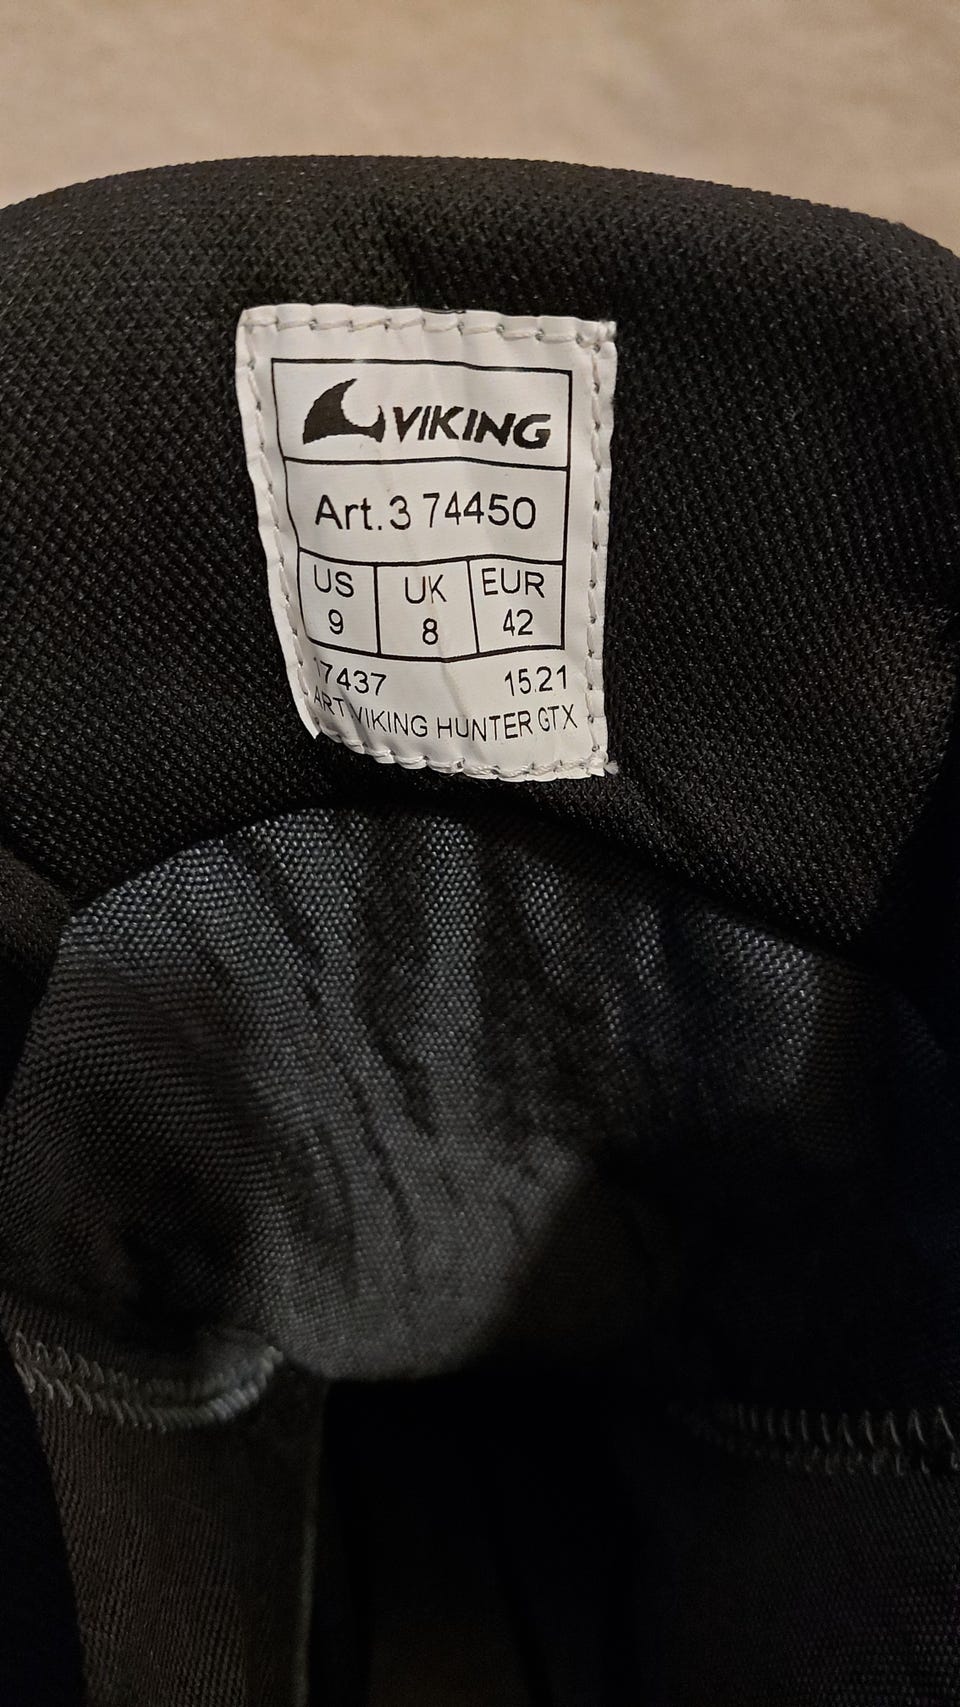 VIKING
Art.3 74450
US UK EUR
9 8 42
17437 15.21
ART VIKING HUNTER GTX